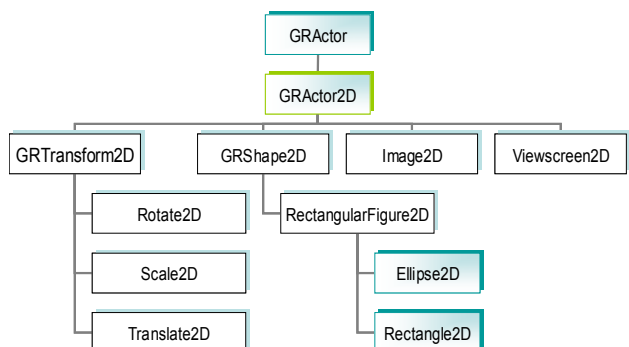 GRActor
GRActor2D
GRTransform2D
GRShape2D
Image2D
Viewscreen2D
Rotate2D
RectangularFigure2D
Scale2D
Ellipse2D
Translate2D
Rectangle2D